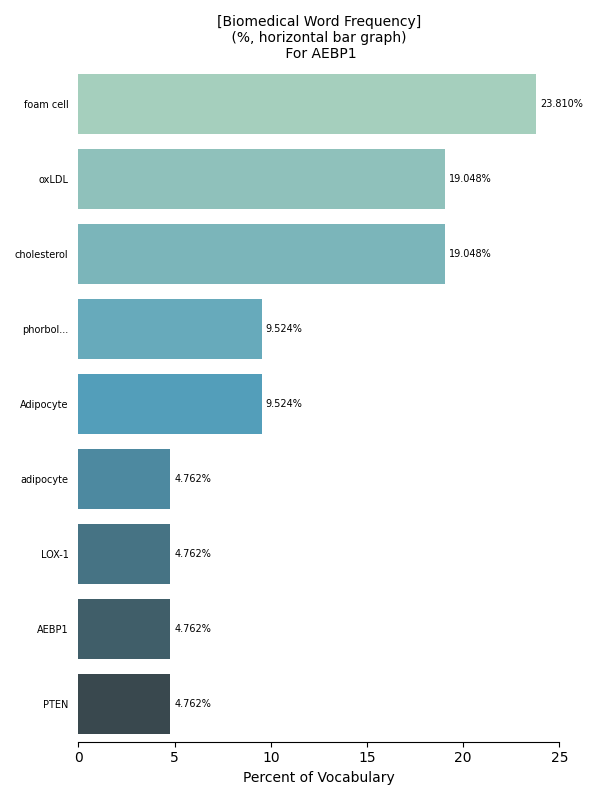 [Biomedical Word Frequency]
(%, horizontal bar graph)
For AEBP1
foam cell 23.810%
oxLDL 19.048%
cholesterol 19.048%
phorbol... 9.524%
Adipocyte 9.524%
adipocyte 4.762%
LOX-1 4.762%
AEBP1 4.762%
PTEN 4.762%
0 5 10 15 20 25
Percent of Vocabulary